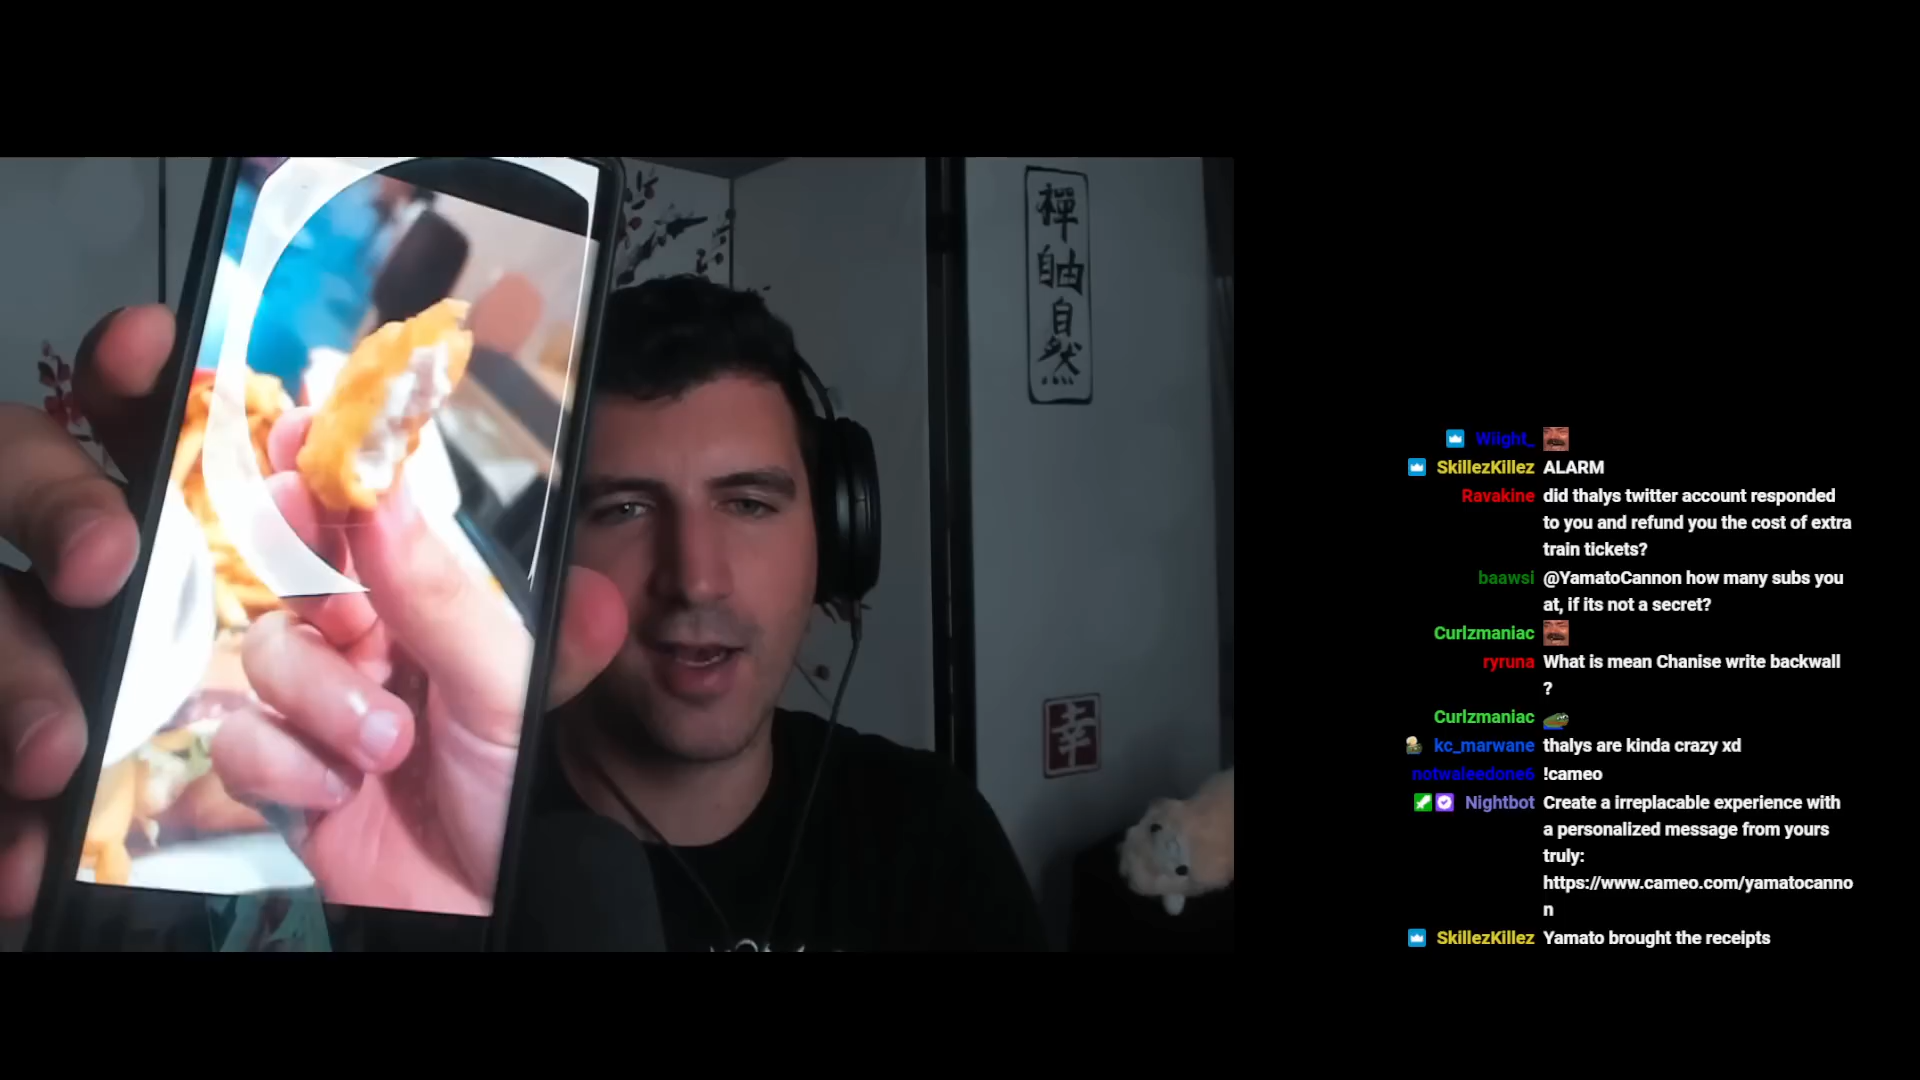 禪自由自然
幸
Wiight_
SkillezKillez ALARM
Ravakine did thalys twitter account responded
to you and refund you the cost of extra
train tickets?
baawsi @YamatoCannon how many subs you
at, if its not a secret?
Curlzmaniac
ryruna What is mean Chanise write backwall
?
Curlzmaniac
kc_marwane thalys are kinda crazy xd
notwaleedone6 !cameo
Nightbot Create a irreplacable experience with
a personalized message from yours
truly:
https://www.cameo.com/yamatocanno
n
SkillezKillez Yamato brought the receipts